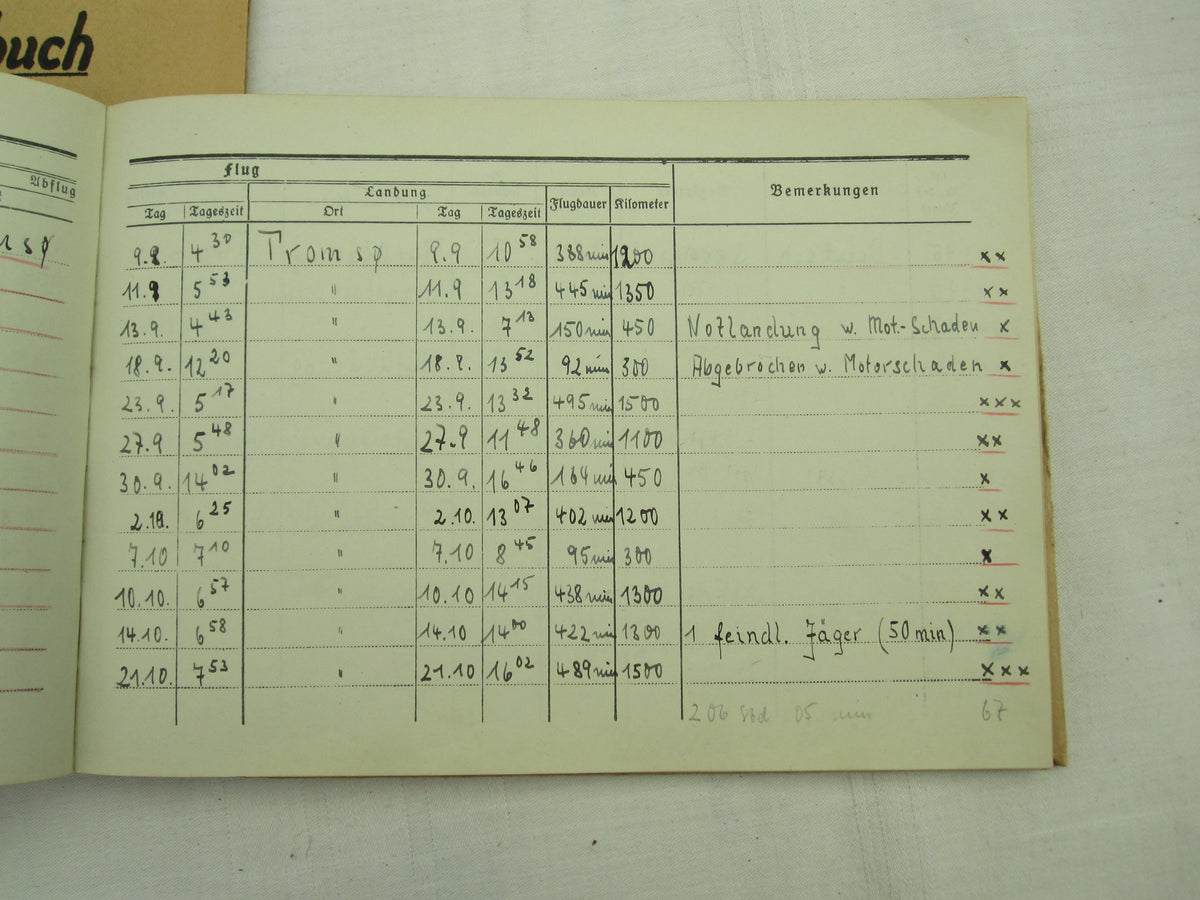 buch
Abflug
msø
Flug
Landung
Bemerkungen
Tag Tageszeit Ort Tag Tageszeit Flugdauer Kilometer
9.9. 4 30 Tromsø 9.9 10 58 388 min 1200 x x
11.9 5 53 " 11.9 13 18 445 min 1350 x x
13.9. 4 43 " 13.9. 7 13 150 min 450 Notlandung w. Mot.-Schaden x
18.9. 12 20 " 18.9. 13 52 92 min 300 Abgebrochen w. Motorschaden x
23.9. 5 17 " 23.9. 13 32 495 min 1500 x x x
27.9 5 48 " 27.9 11 48 360 min 1100 x x
30.9. 14 02 " 30.9. 16 46 164 min 450 x
2.10. 6 25 " 2.10. 13 07 402 min 1200 x x
7.10 7 10 " 7.10 8 45 95 min 300 x
10.10. 6 57 " 10.10 14 15 438 min 1300 x x
14.10. 6 58 " 14.10 14 00 422 min 1300 1 feindl. Jäger (50 min) x x
21.10. 7 53 " 21.10 16 02 489 min 1500 x x x
206 Std 05 min 67